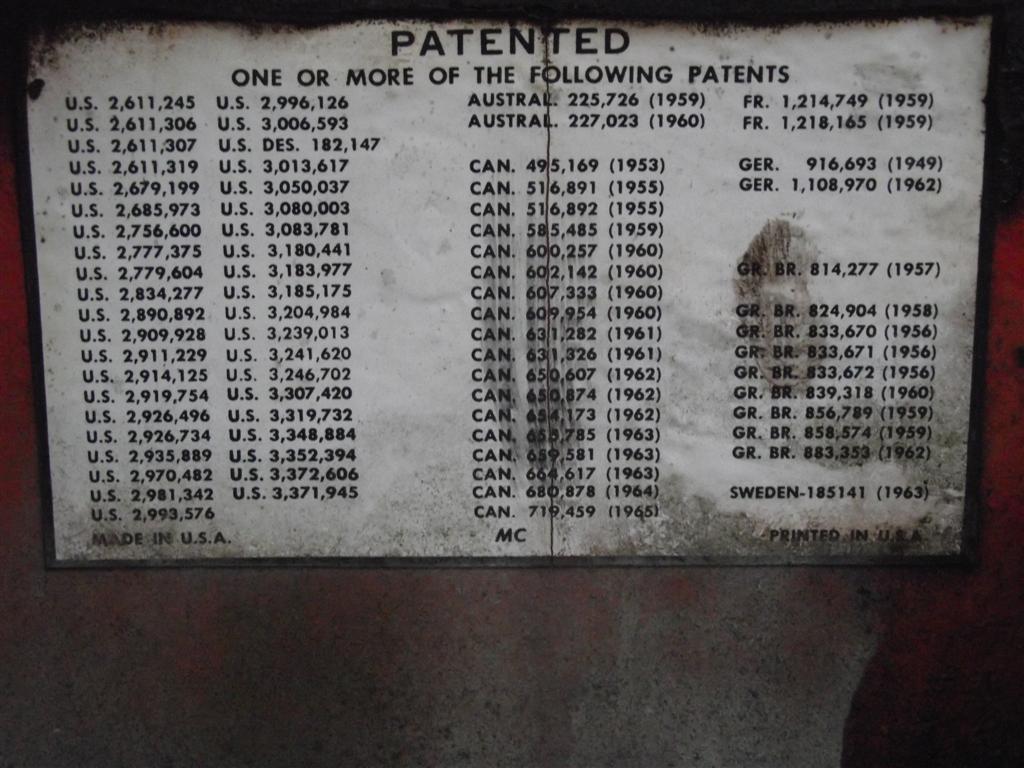 PATENTED
ONE OR MORE OF THE FOLLOWING PATENTS
U.S. 2,611,245 U.S. 2,996,126 AUSTRAL. 225,726 (1959) FR. 1,214,749 (1959)
U.S. 2,611,306 U.S. 3,006,593 AUSTRAL. 227,023 (1960) FR. 1,218,165 (1959)
U.S. 2,611,307 U.S. DES. 182,147
U.S. 2,611,319 U.S. 3,013,617 CAN. 495,169 (1953) GER. 916,693 (1949)
U.S. 2,679,199 U.S. 3,050,037 CAN. 516,891 (1955) GER. 1,108,970 (1962)
U.S. 2,685,973 U.S. 3,080,003 CAN. 516,892 (1955)
U.S. 2,756,600 U.S. 3,083,781 CAN. 585,485 (1959)
U.S. 2,777,375 U.S. 3,180,441 CAN. 600,257 (1960)
U.S. 2,779,604 U.S. 3,183,977 CAN. 602,142 (1960) GR. BR. 814,277 (1957)
U.S. 2,834,277 U.S. 3,185,175 CAN. 607,333 (1960)
U.S. 2,890,892 U.S. 3,204,984 CAN. 609,954 (1960) GR. BR. 824,904 (1958)
U.S. 2,909,928 U.S. 3,239,013 CAN. 631,282 (1961) GR. BR. 833,670 (1956)
U.S. 2,911,229 U.S. 3,241,620 CAN. 631,326 (1961) GR. BR. 833,671 (1956)
U.S. 2,914,125 U.S. 3,246,702 CAN. 650,607 (1962) GR. BR. 833,672 (1956)
U.S. 2,919,754 U.S. 3,307,420 CAN. 650,874 (1962) GR. BR. 839,318 (1960)
U.S. 2,926,496 U.S. 3,319,732 CAN. 654,173 (1962) GR. BR. 856,789 (1959)
U.S. 2,926,734 U.S. 3,348,884 CAN. 655,785 (1963) GR. BR. 858,574 (1959)
U.S. 2,935,889 U.S. 3,352,394 CAN. 659,581 (1963) GR. BR. 883,353 (1962)
U.S. 2,970,482 U.S. 3,372,606 CAN. 664,617 (1963)
U.S. 2,981,342 U.S. 3,371,945 CAN. 680,878 (1964) SWEDEN-185141 (1963)
U.S. 2,993,576 CAN. 719,459 (1965)
MADE IN U.S.A. MC PRINTED IN U.S.A.